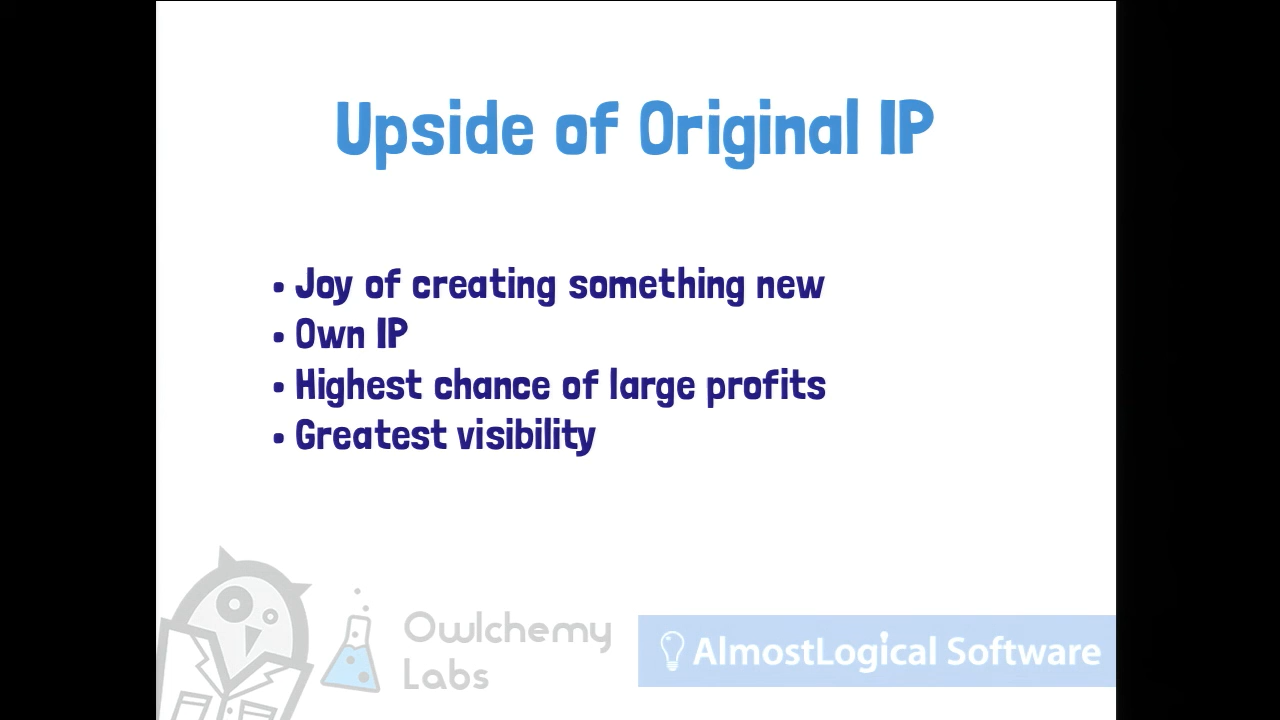 Upside of Original IP
• Joy of creating something new
• Own IP
• Highest chance of large profits
• Greatest visibility
Owlchemy
Labs
AlmostLogical Software